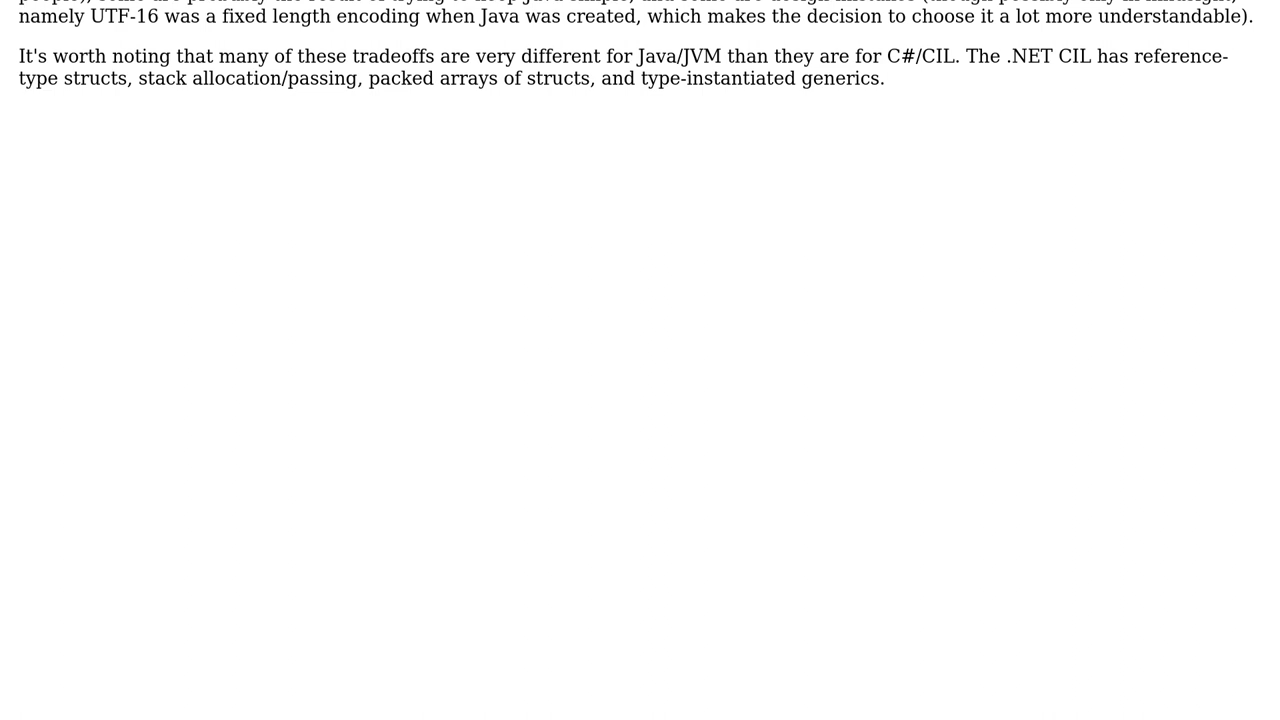 namely UTF-16 was a fixed length encoding when Java was created, which makes the decision to choose it a lot more understandable).
It's worth noting that many of these tradeoffs are very different for Java/JVM than they are for C#/CIL. The .NET CIL has reference-
type structs, stack allocation/passing, packed arrays of structs, and type-instantiated generics.